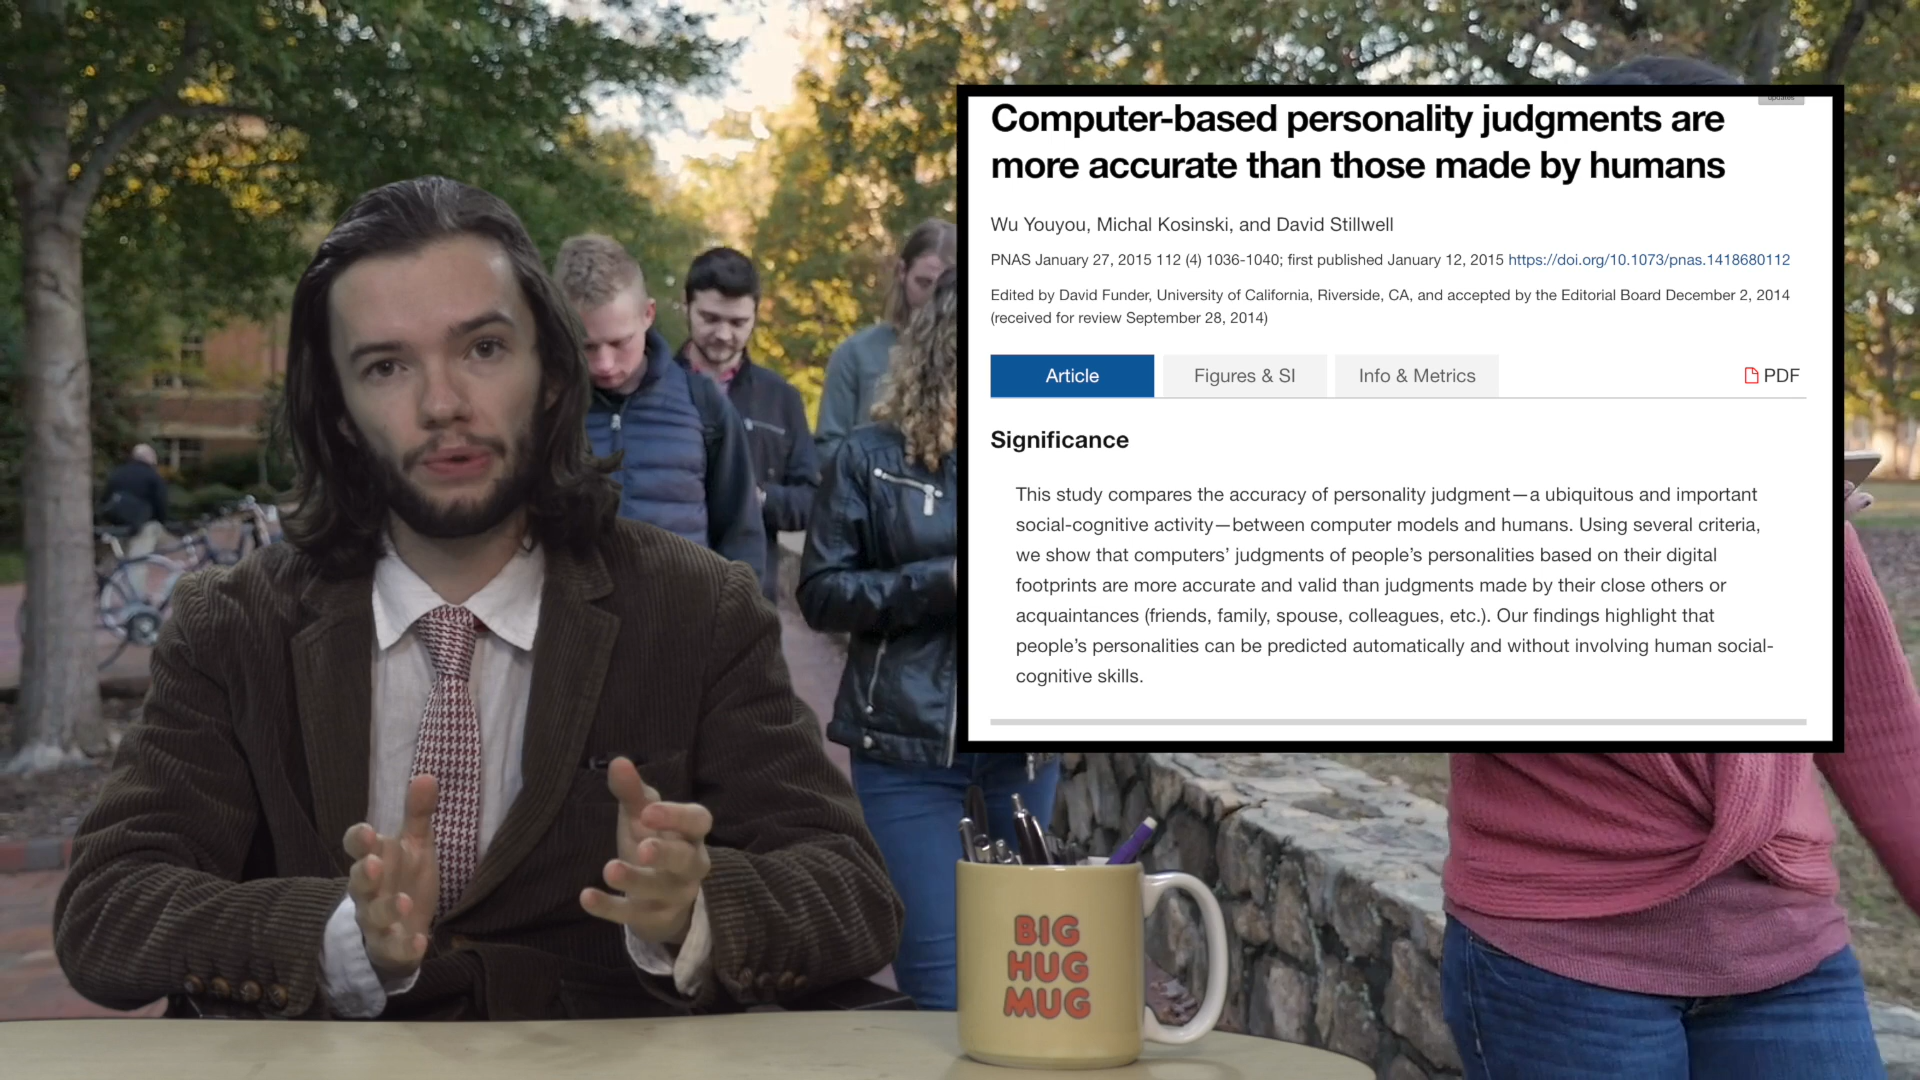 updates
Computer-based personality judgments are
more accurate than those made by humans
Wu Youyou, Michal Kosinski, and David Stillwell
PNAS January 27, 2015 112 (4) 1036-1040; first published January 12, 2015 https://doi.org/10.1073/pnas.1418680112
Edited by David Funder, University of California, Riverside, CA, and accepted by the Editorial Board December 2, 2014
(received for review September 28, 2014)
Article Figures & SI Info & Metrics PDF
Significance
This study compares the accuracy of personality judgment—a ubiquitous and important
social-cognitive activity—between computer models and humans. Using several criteria,
we show that computers’ judgments of people’s personalities based on their digital
footprints are more accurate and valid than judgments made by their close others or
acquaintances (friends, family, spouse, colleagues, etc.). Our findings highlight that
people’s personalities can be predicted automatically and without involving human social-
cognitive skills.
BIG
HUG
MUG